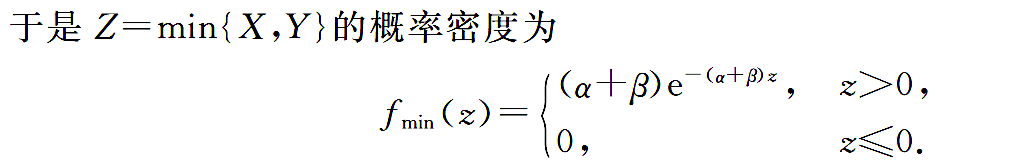 于是 Z=min{X,Y}的概率密度为
f_min(z)={(α+β)e^{-(α+β)z}, z>0,
0, z≤0.